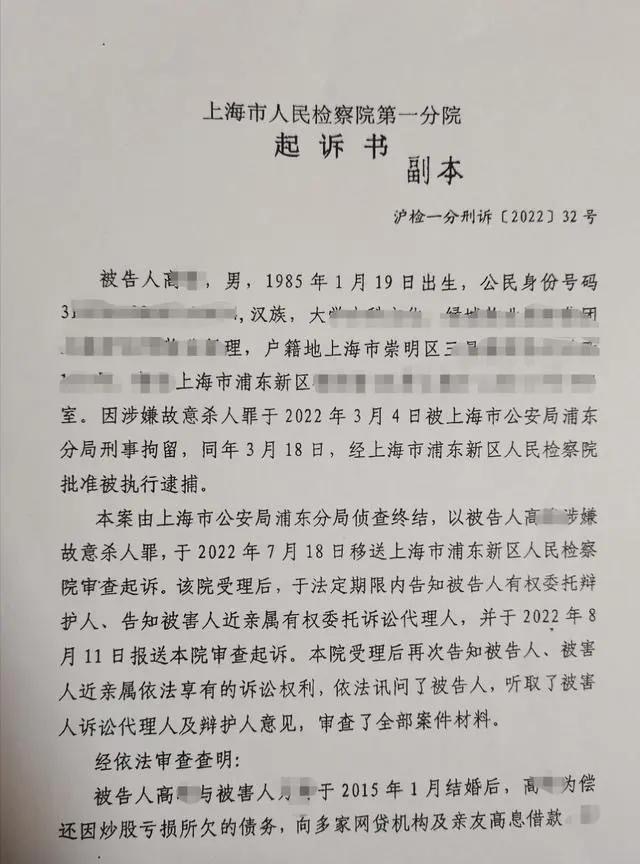 上海市人民检察院第一分院
起诉书
副本
沪检一分刑诉〔2022〕32号
被告人高，男，1985年1月19日出生，公民身份号码
31，汉族，大学，团
理，户籍地上海市崇明区三
上海市浦东新区
室。因涉嫌故意杀人罪于2022年3月4日被上海市公安局浦东
分局刑事拘留，同年3月18日，经上海市浦东新区人民检察院
批准被执行逮捕。
本案由上海市公安局浦东分局侦查终结，以被告人高涉嫌
故意杀人罪，于2022年7月18日移送上海市浦东新区人民检察
院审查起诉。该院受理后，于法定期限内告知被告人有权委托辩
护人、告知被害人近亲属有权委托诉讼代理人，并于2022年8
月11日报送本院审查起诉。本院受理后再次告知被告人、被害
人近亲属依法享有的诉讼权利，依法讯问了被告人，听取了被害
人诉讼代理人及辩护人意见，审查了全部案件材料。
经依法审查查明：
被告人高与被害人于2015年1月结婚后，高为偿
还因炒股亏损所欠的债务，向多家网贷机构及亲友高息借款